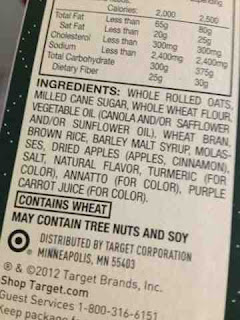 Calories: 2,000 2,500
Total Fat Less than 65g 80g
Sat Fat Less than 20g 25g
Cholesterol Less than 300mg 300mg
Sodium Less than 2,400mg 2,400mg
Total Carbohydrate 300g 375g
Dietary Fiber 25g 30g
INGREDIENTS: WHOLE ROLLED OATS,
MILLED CANE SUGAR, WHOLE WHEAT FLOUR,
VEGETABLE OIL (CANOLA AND/OR SAFFLOWER
AND/OR SUNFLOWER OIL), WHEAT BRAN,
BROWN RICE, BARLEY MALT SYRUP, MOLAS-
SES, DRIED APPLES (APPLES, CINNAMON),
SALT, NATURAL FLAVOR, TURMERIC (FOR
COLOR), ANNATTO (FOR COLOR), PURPLE
CARROT JUICE (FOR COLOR).
CONTAINS WHEAT
MAY CONTAIN TREE NUTS AND SOY
DISTRIBUTED BY TARGET CORPORATION
MINNEAPOLIS, MN 55403
® & ©2012 Target Brands, Inc.
Shop Target.com
Guest Services 1-800-316-6151
Keep package